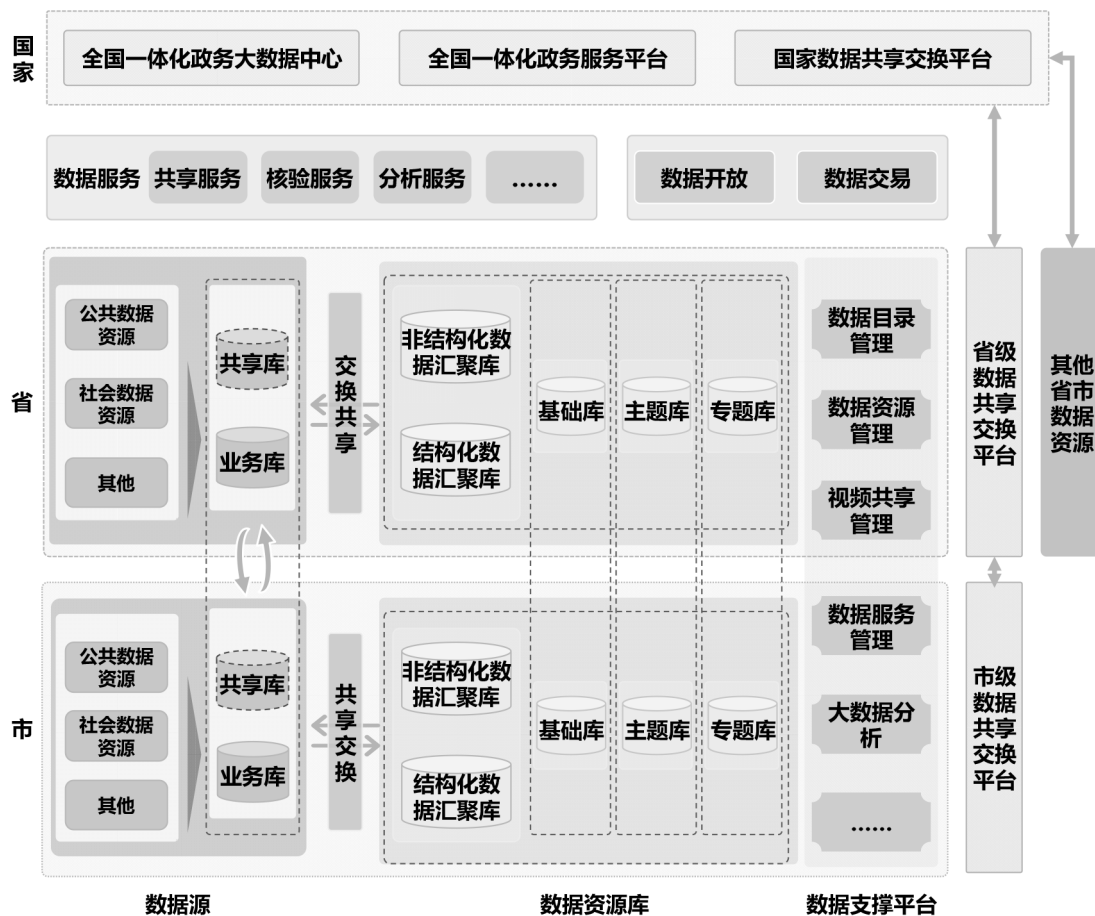 国
家
全国一体化政务大数据中心
全国一体化政务服务平台
国家数据共享交换平台
数据服务
共享服务
核验服务
分析服务
......
数据开放
数据交易
省
公共数据
资源
社会数据
资源
其他
共享库
业务库
交
换
共
享
非结构化数
据汇聚库
结构化数
据汇聚库
基础库
主题库
专题库
数据目录
管理
数据资源
管理
视频共享
管理
省级
数据
共享
交换
平台
其他
省市
数据
资源
市
公共数据
资源
社会数据
资源
其他
共享库
业务库
共
享
交
换
非结构化数
据汇聚库
结构化数
据汇聚库
基础库
主题库
专题库
数据服务
管理
大数据分
析
......
市级
数据
共享
交换
平台
数据源
数据资源库
数据支撑平台